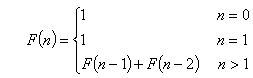 1 n = 0
F(n) = { 1 n = 1
F(n−1) + F(n−2) n > 1